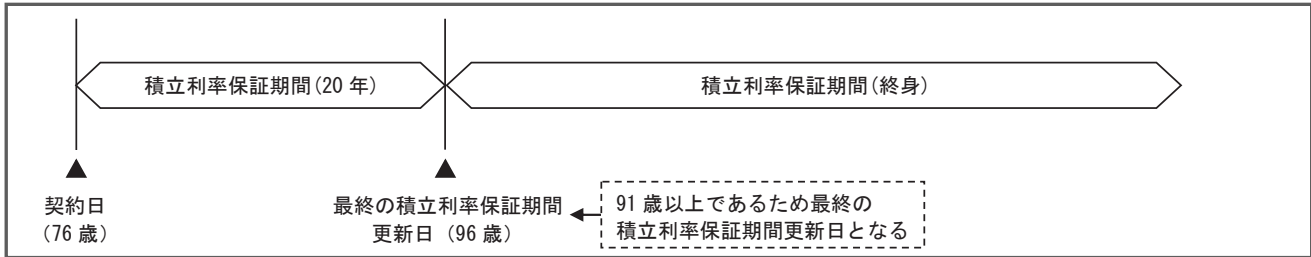 積立利率保証期間(20年)
積立利率保証期間(終身)
契約日
(76歳)
最終の積立利率保証期間
更新日(96歳)
91歳以上であるため最終の
積立利率保証期間更新日となる